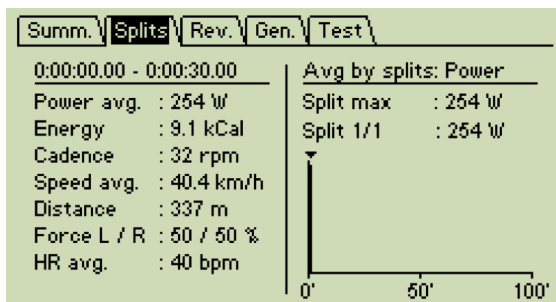 Summ. Splits Rev. Gen. Test
0:00:00.00 - 0:00:30.00
Power avg. : 254 W
Energy : 9.1 kCal
Cadence : 32 rpm
Speed avg. : 40.4 km/h
Distance : 337 m
Force L / R : 50 / 50 %
HR avg. : 40 bpm
Avg by splits: Power
Split max : 254 W
Split 1/1 : 254 W
0' 50' 100'